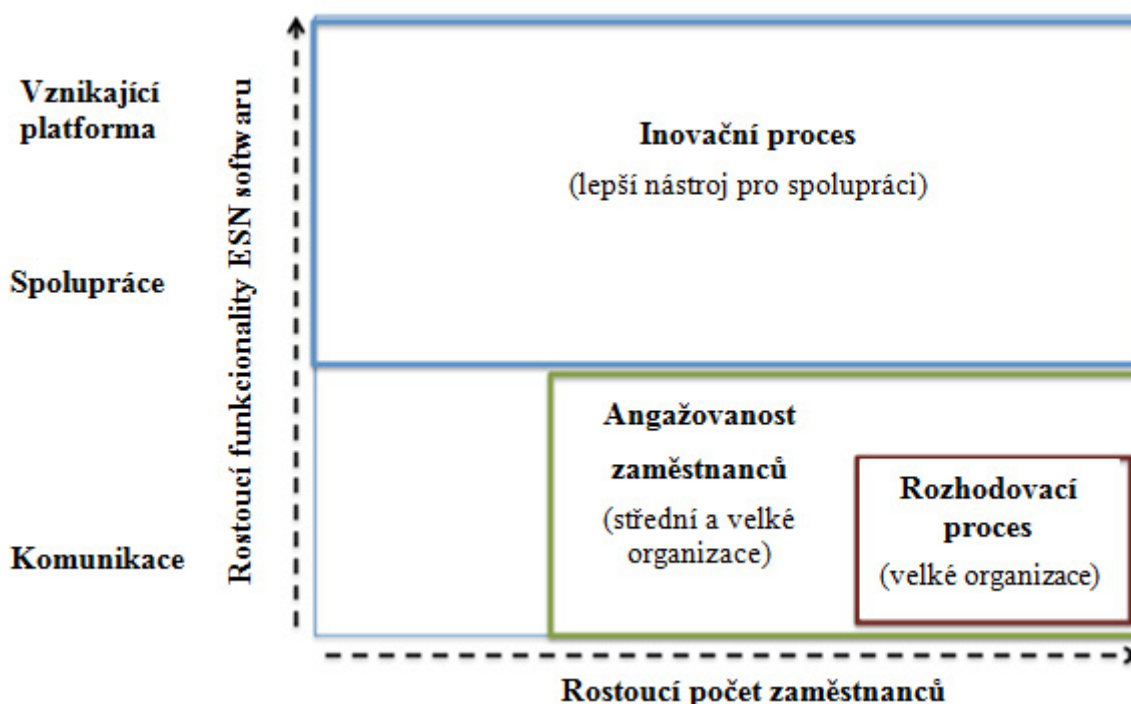 Vznikající
platforma
Spolupráce
Komunikace
Rostoucí funkcionality ESN softwaru
Inovační proces
(lepší nástroj pro spolupráci)
Angažovanost
zaměstnanců
(střední a velké
organizace)
Rozhodovací
proces
(velké organizace)
Rostoucí počet zaměstnanců